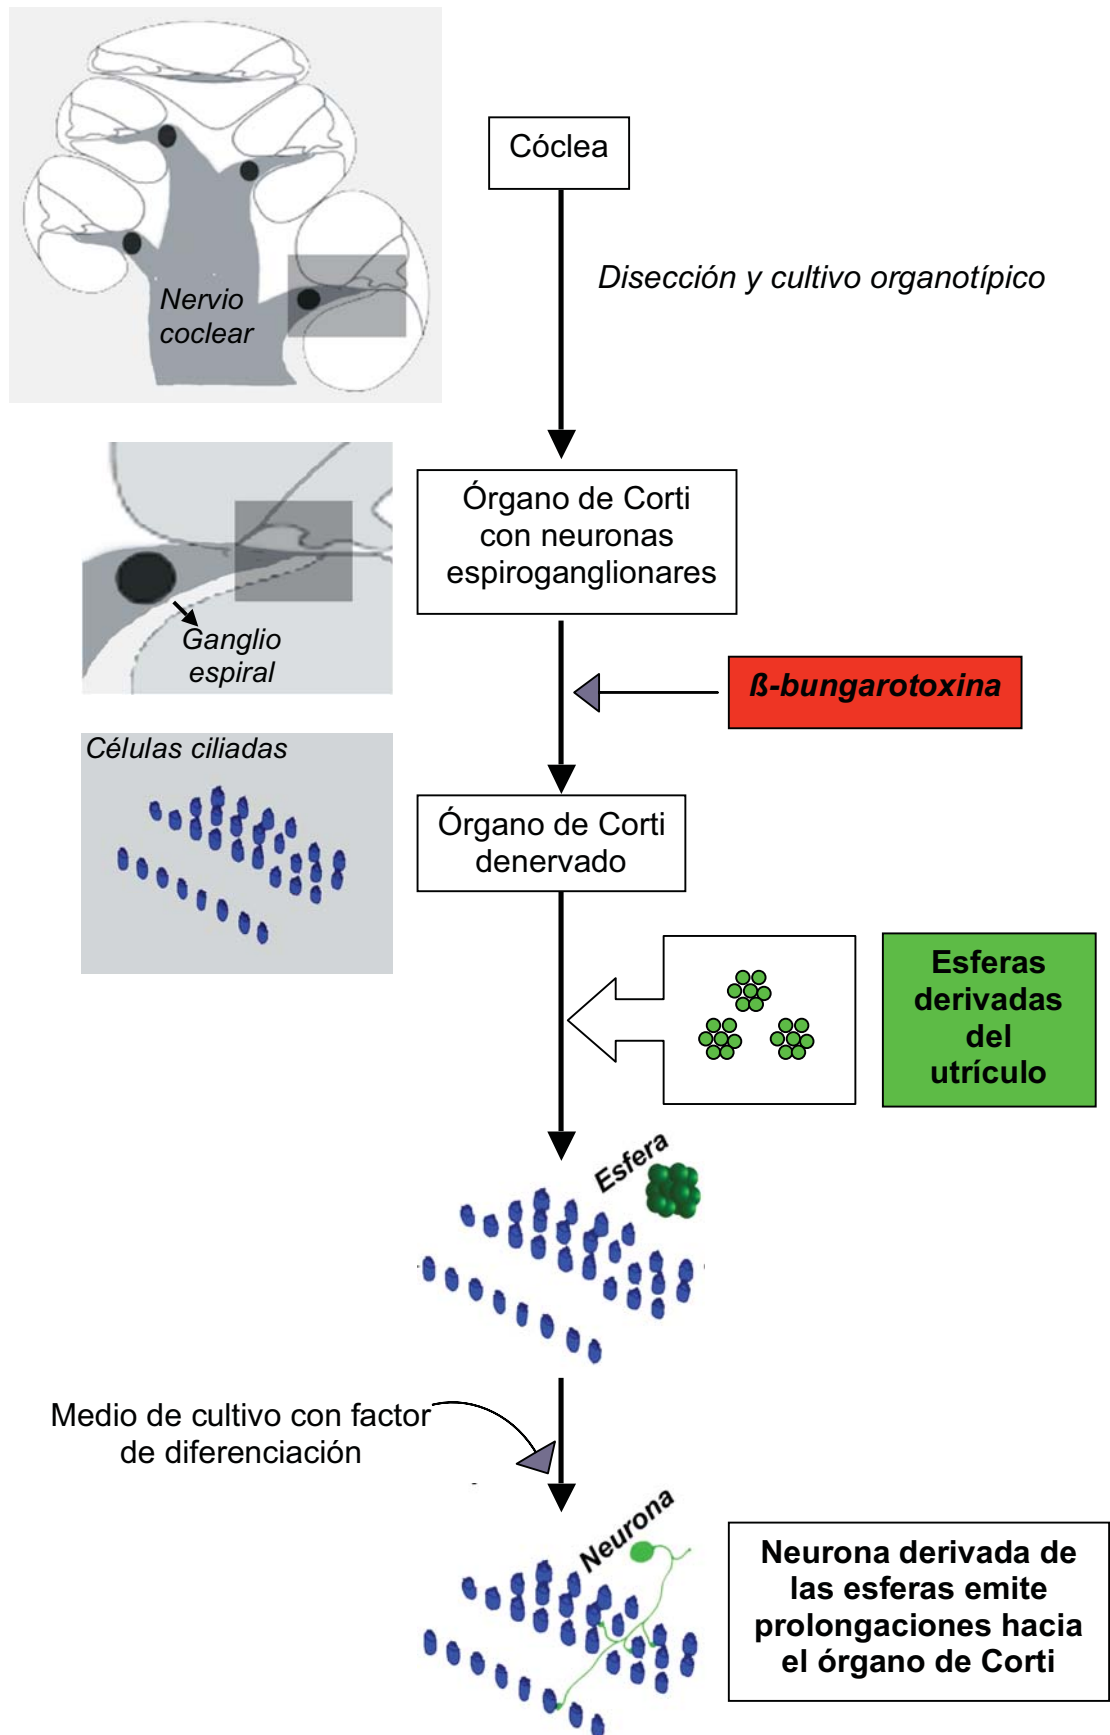 Cóclea
Nervio
coclear
Disección y cultivo organotípico
Órgano de Corti
con neuronas
espiroganglionares
Ganglio
espiral
ß-bungarotoxina
Células ciliadas
Órgano de Corti
denervado
Esferas
derivadas
del
utrículo
Esfera
Medio de cultivo con factor
de diferenciación
Neurona
Neurona derivada de
las esferas emite
prolongaciones hacia
el órgano de Corti